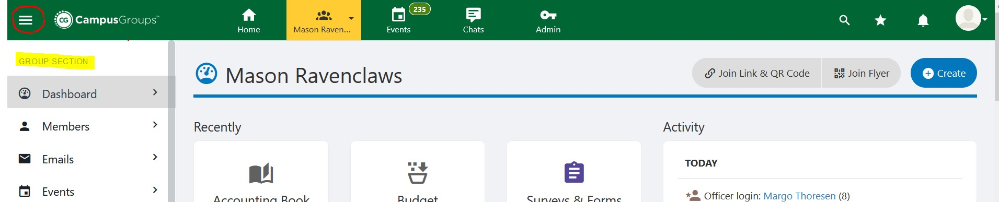 CG CampusGroups™
Home
Mason Raven...
235
Events
Chats
Admin
GROUP SECTION
Dashboard
Members
Emails
Events
Mason Ravenclaws
Join Link & QR Code
Join Flyer
Create
Recently
Accounting Book
Budget
Surveys & Forms
Activity
TODAY
Officer login: Margo Thoresen (8)